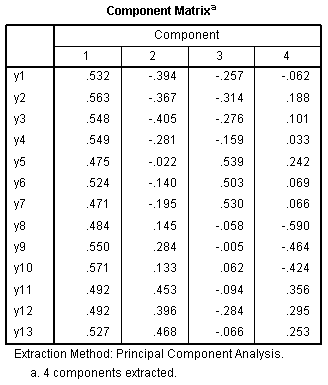 Component Matrixa
Component
1 2 3 4
y1 .532 -.394 -.257 -.062
y2 .563 -.367 -.314 .188
y3 .548 -.405 -.276 .101
y4 .549 -.281 -.159 .033
y5 .475 -.022 .539 .242
y6 .524 -.140 .503 .069
y7 .471 -.195 .530 .066
y8 .484 .145 -.058 -.590
y9 .550 .284 -.005 -.464
y10 .571 .133 .062 -.424
y11 .492 .453 -.094 .356
y12 .492 .396 -.284 .295
y13 .527 .468 -.066 .253
Extraction Method: Principal Component Analysis.
a. 4 components extracted.